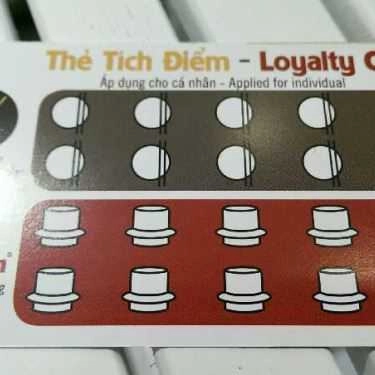 Thẻ Tích Điểm - Loyalty C
Áp dụng cho cá nhân - Applied for individual